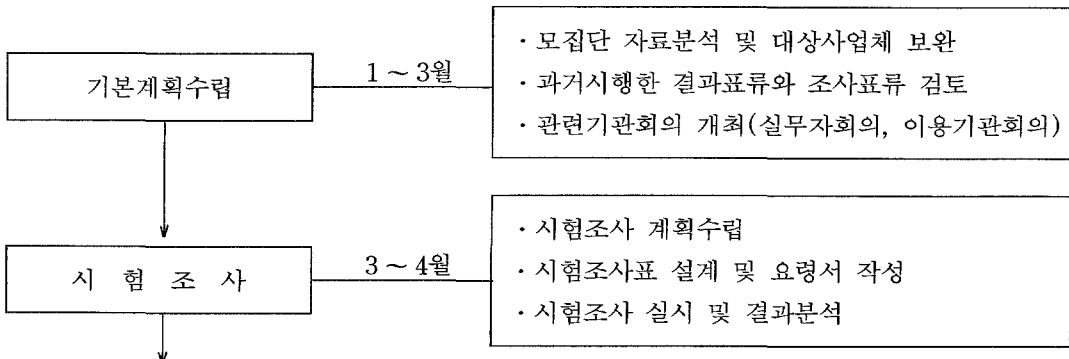 기본계획수립
1 ~ 3월
· 모집단 자료분석 및 대상사업체 보완
· 과거시행한 결과표류와 조사표류 검토
· 관련기관회의 개최(실무자회의, 이용기관회의)
시 험 조 사
3 ~ 4월
· 시험조사 계획수립
· 시험조사표 설계 및 요령서 작성
· 시험조사 실시 및 결과분석